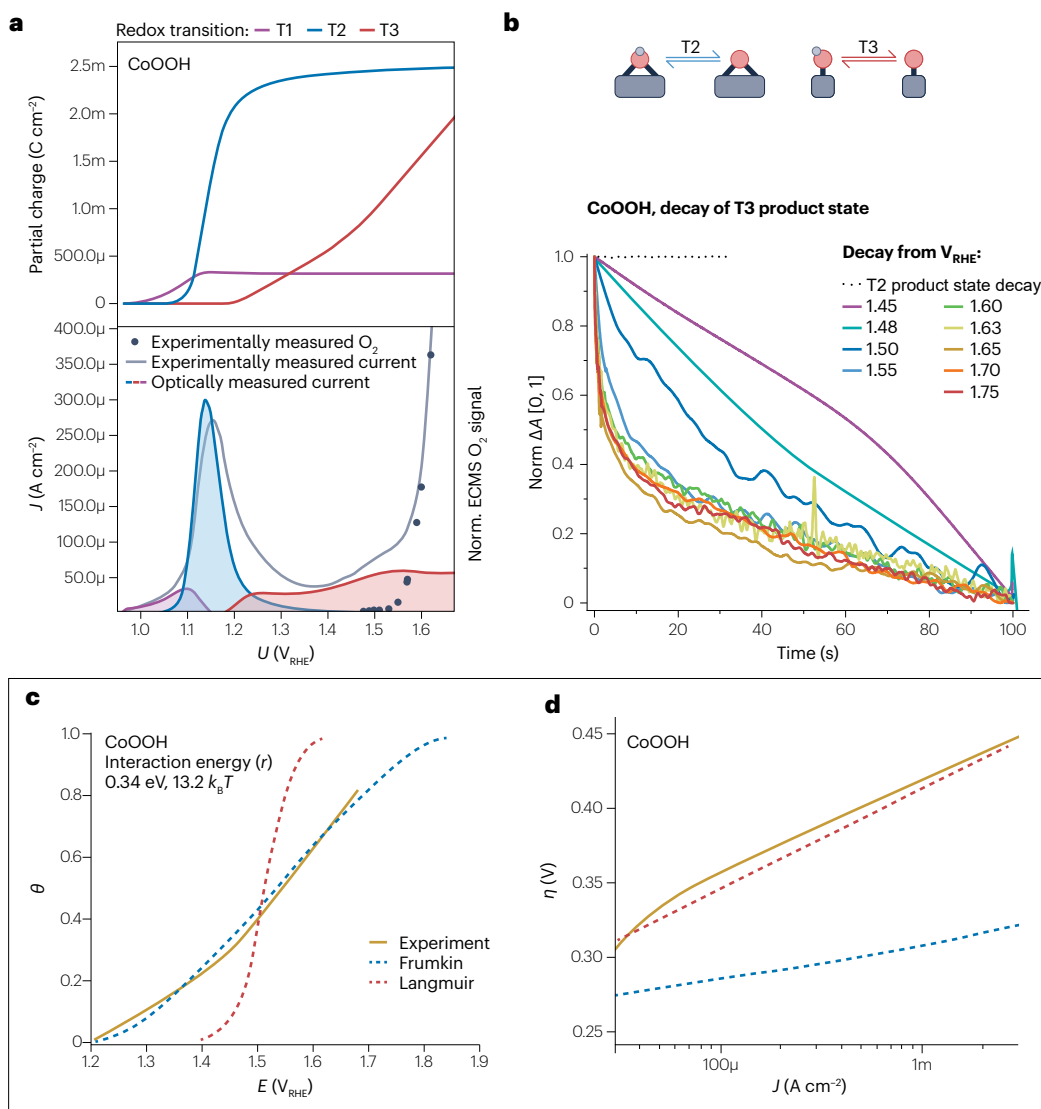 a
Redox transition: T1 T2 T3
CoOOH
2.5m
2.0m
1.5m
1.0m
500.0µ
0
Partial charge (C cm⁻²)
400.0µ
350.0µ
300.0µ
250.0µ
200.0µ
150.0µ
100.0µ
50.0µ
J (A cm⁻²)
Experimentally measured O₂
Experimentally measured current
Optically measured current
Norm. ECMS O₂ signal
1.0 1.1 1.2 1.3 1.4 1.5 1.6
U (V_RHE)
b
T2 T3
CoOOH, decay of T3 product state
Decay from V_RHE:
T2 product state decay
1.45 1.60
1.48 1.63
1.50 1.65
1.55 1.70
1.75
1.0
0.8
0.6
0.4
0.2
0
Norm ΔA [0, 1]
0 20 40 60 80 100
Time (s)
c
CoOOH
Interaction energy (r)
0.34 eV, 13.2 k_BT
1.0
0.8
0.6
0.4
0.2
0
θ
Experiment
Frumkin
Langmuir
1.2 1.3 1.4 1.5 1.6 1.7 1.8 1.9
E (V_RHE)
d
CoOOH
0.45
0.40
0.35
0.30
0.25
η (V)
100µ 1m
J (A cm⁻²)